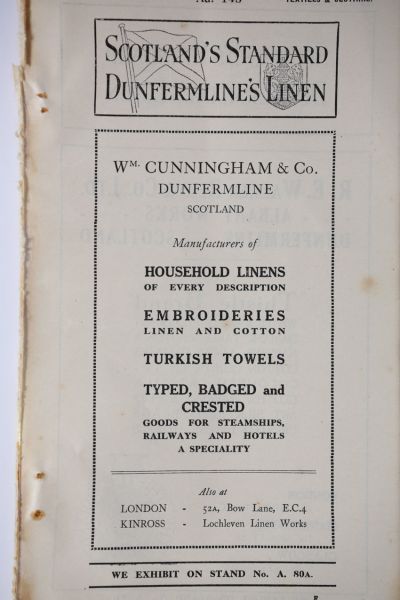 SCOTLAND'S STANDARD
DUNFERMLINE'S LINEN
WM. CUNNINGHAM & Co.
DUNFERMLINE
SCOTLAND
Manufacturers of
HOUSEHOLD LINENS
OF EVERY DESCRIPTION
EMBROIDERIES
LINEN AND COTTON
TURKISH TOWELS
TYPED, BADGED and
CRESTED
GOODS FOR STEAMSHIPS,
RAILWAYS AND HOTELS
A SPECIALITY
Also at
LONDON - 52A, Bow Lane, E.C.4
KINROSS - Lochleven Linen Works
WE EXHIBIT ON STAND No. A. 80A.